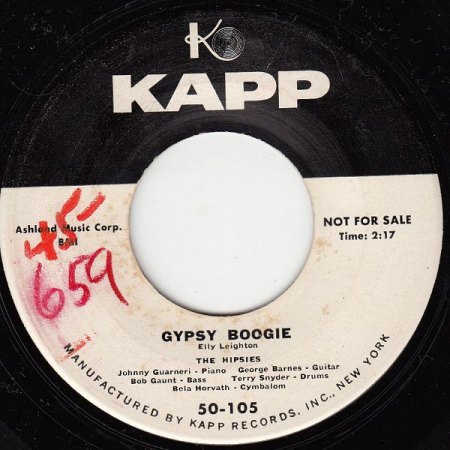 K
KAPP
NOT FOR SALE
Time: 2:17
Ashland Music Corp.
BMI
45-
659
GYPSY BOOGIE
Elly Leighton
THE HIPSIES
Johnny Guarneri - Piano George Barnes - Guitar
Bob Gaunt - Bass Terry Snyder - Drums
Bela Horvath - Cymbalom
50-105
MANUFACTURED BY KAPP RECORDS, INC., NEW YORK